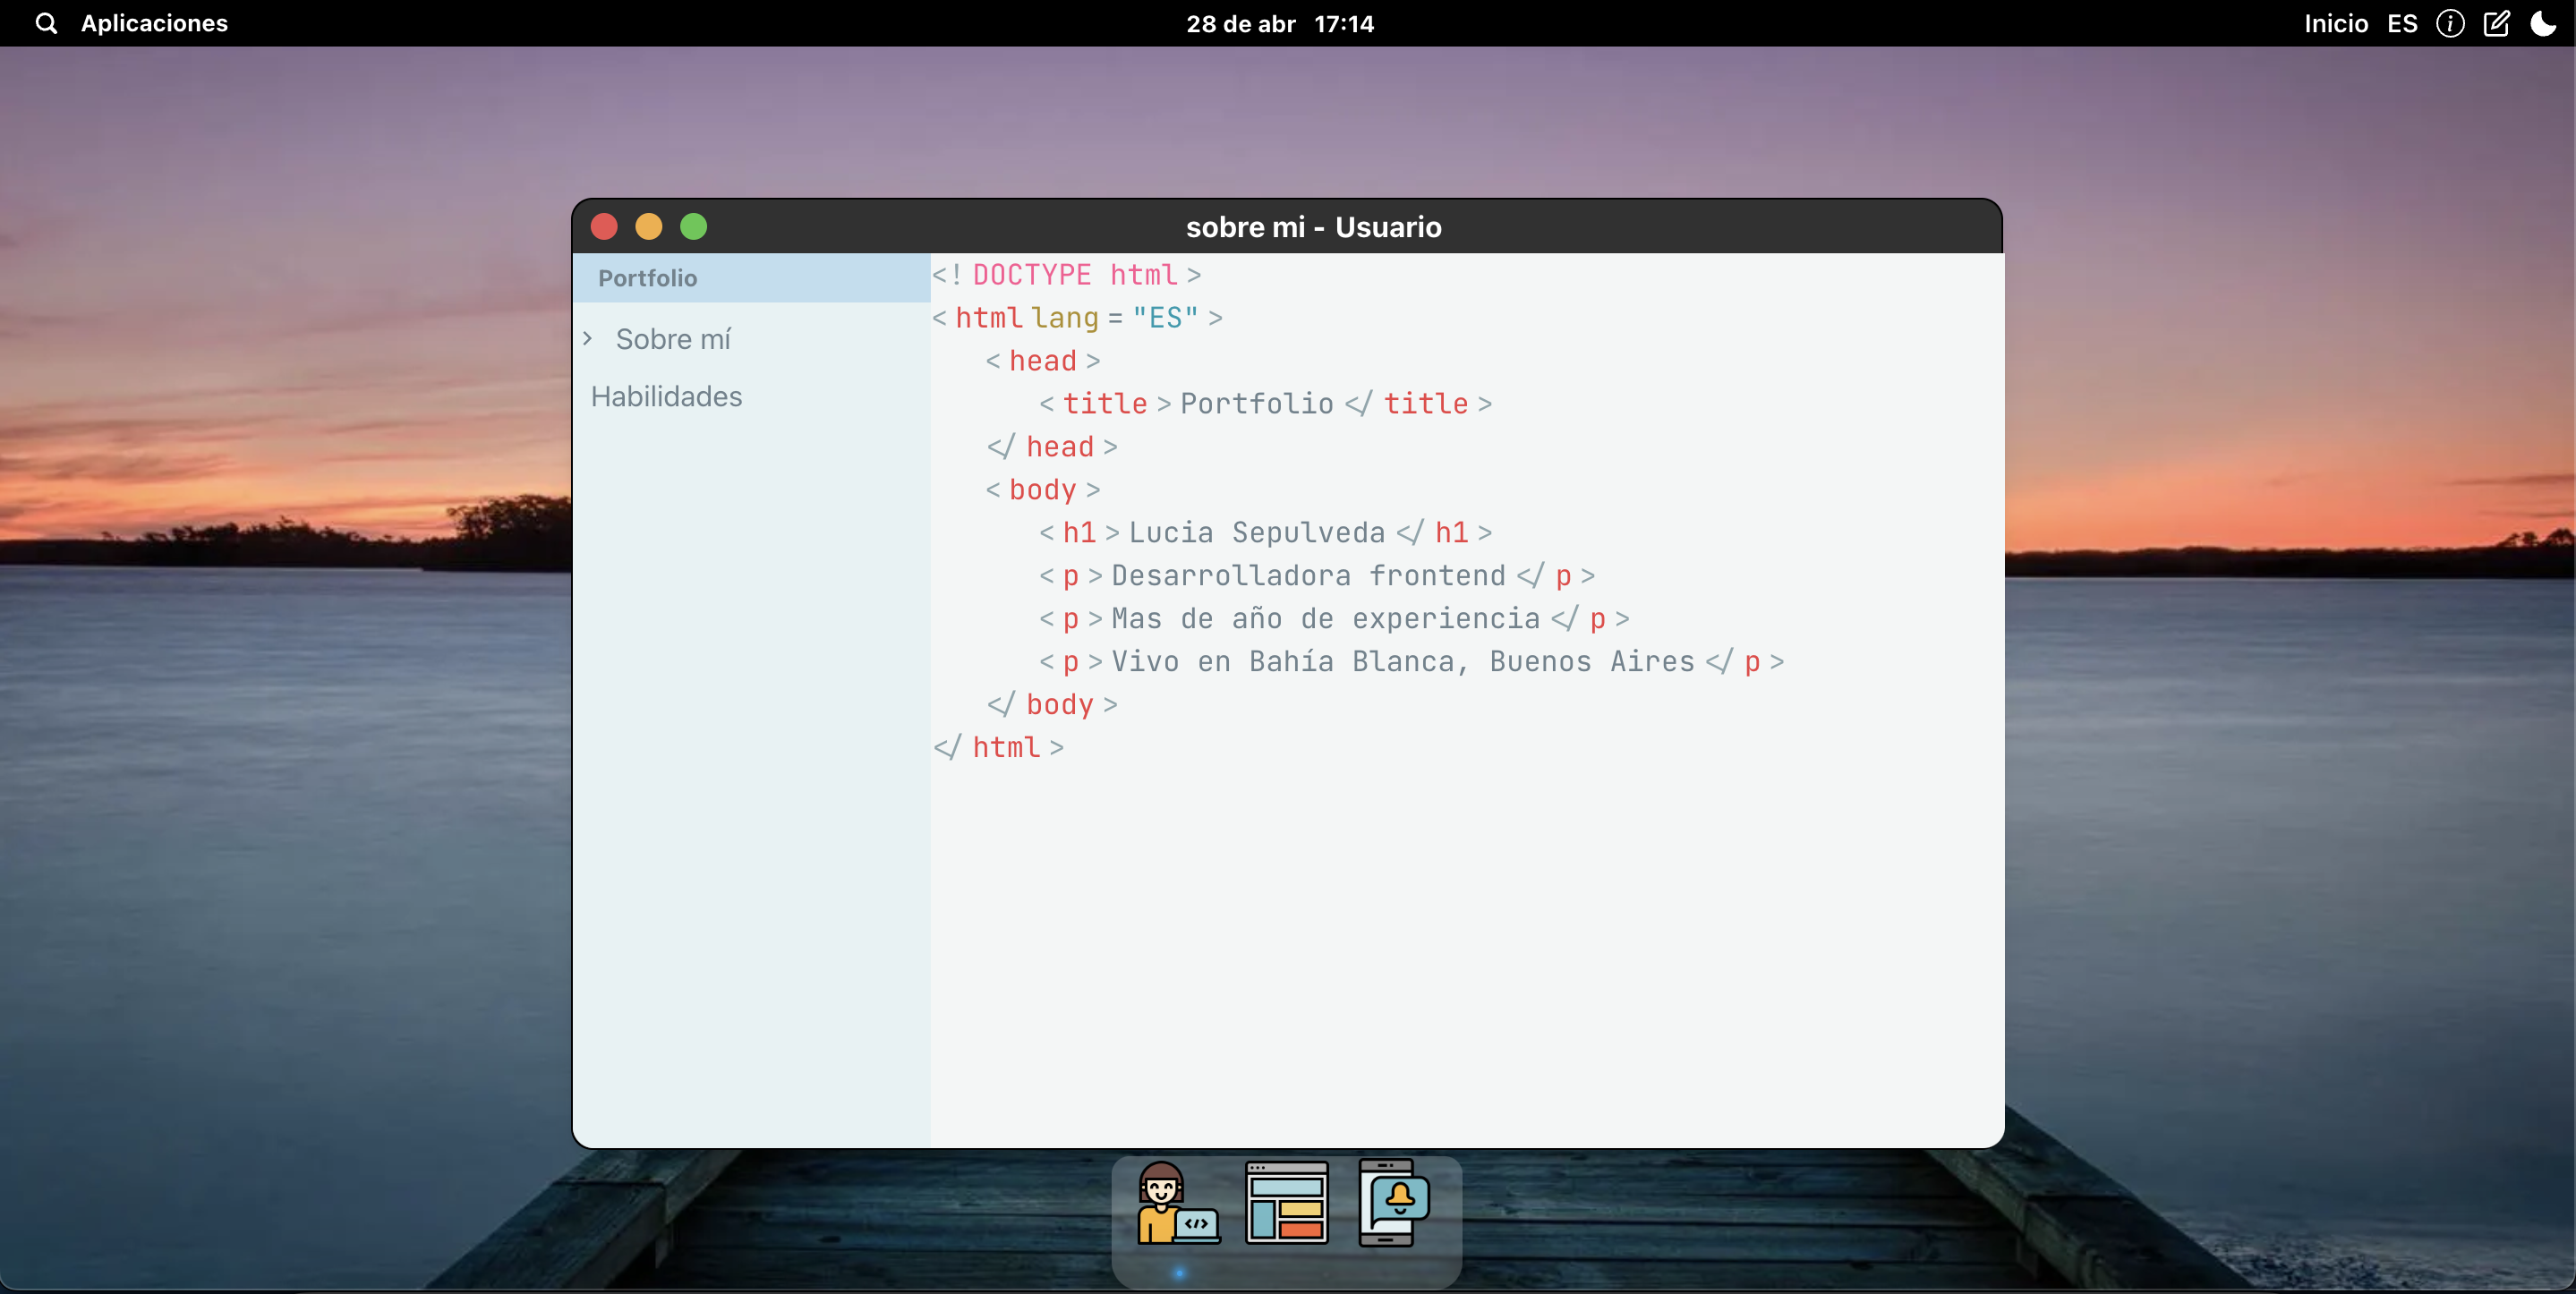 Aplicaciones
28 de abr 17:14
Inicio ES
sobre mi - Usuario
Portfolio
> Sobre mí
Habilidades
<! DOCTYPE html >
< html lang = "ES" >
< head >
< title > Portfolio </ title >
</ head >
< body >
< h1 > Lucia Sepulveda </ h1 >
< p > Desarrolladora frontend </ p >
< p > Mas de año de experiencia </ p >
< p > Vivo en Bahía Blanca, Buenos Aires </ p >
</ body >
</ html >